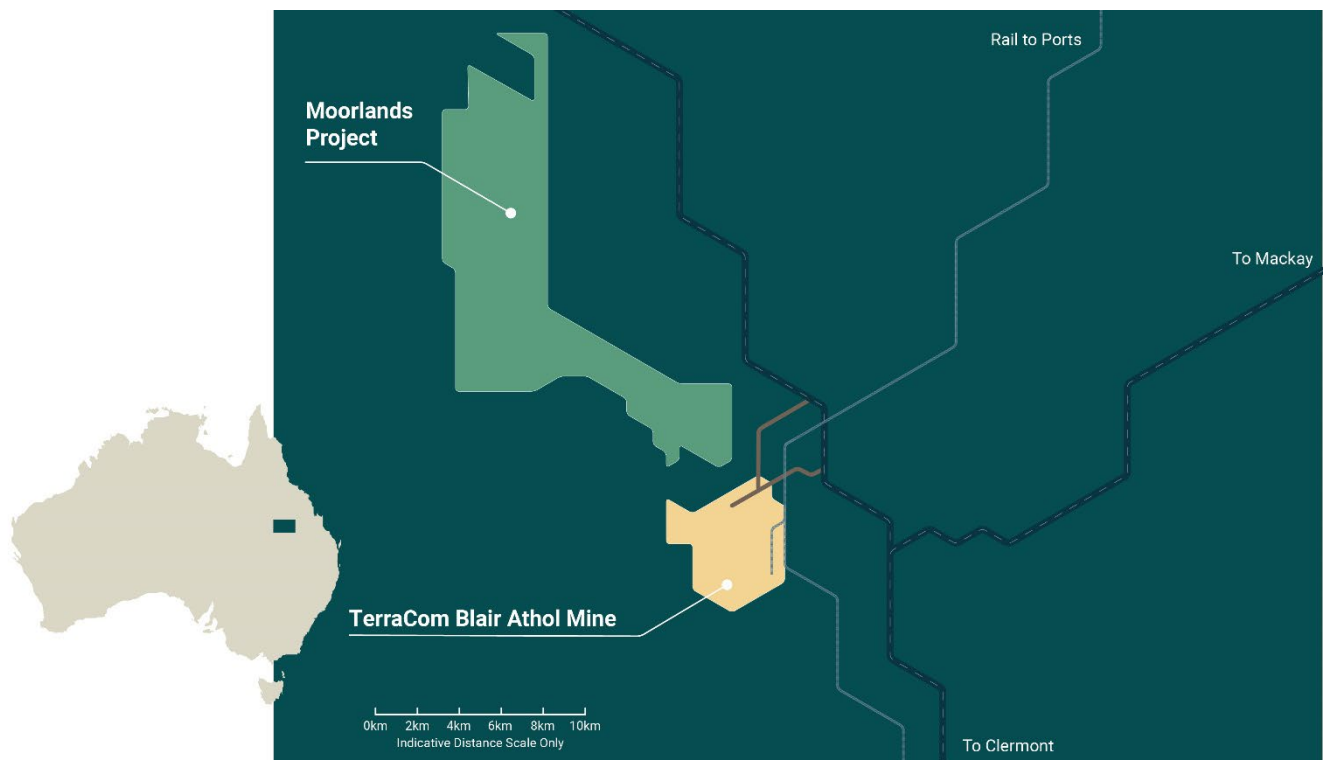 Rail to Ports
Moorlands
Project
To Mackay
TerraCom Blair Athol Mine
0km 2km 4km 6km 8km 10km
Indicative Distance Scale Only
To Clermont